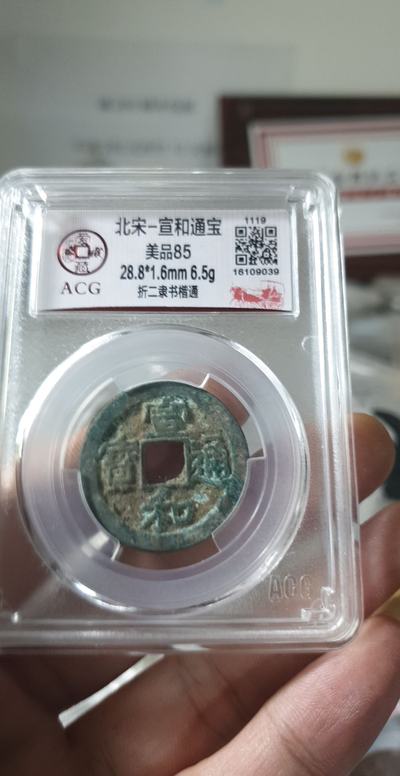 北宋-宣和通宝
美品85
28.8*1.6mm 6.5g
折二隶书楷通
ACG
1119
16109039
宣
和
通
寳
ACG